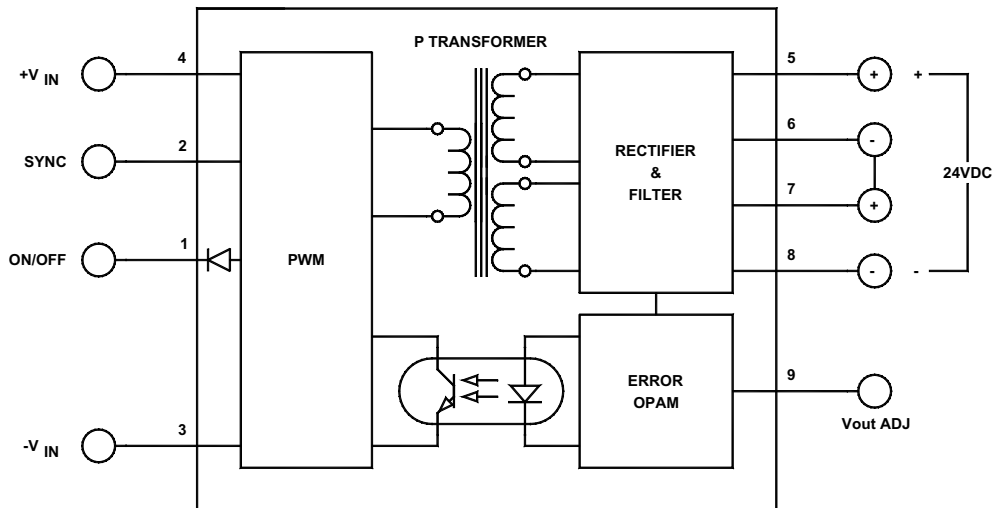 P TRANSFORMER
4
+V IN
5
+ +
2
SYNC
6
-
RECTIFIER
&
FILTER
24VDC
7
+
1
ON/OFF
PWM
8
- -
ERROR
OPAM
9
Vout ADJ
3
-V IN